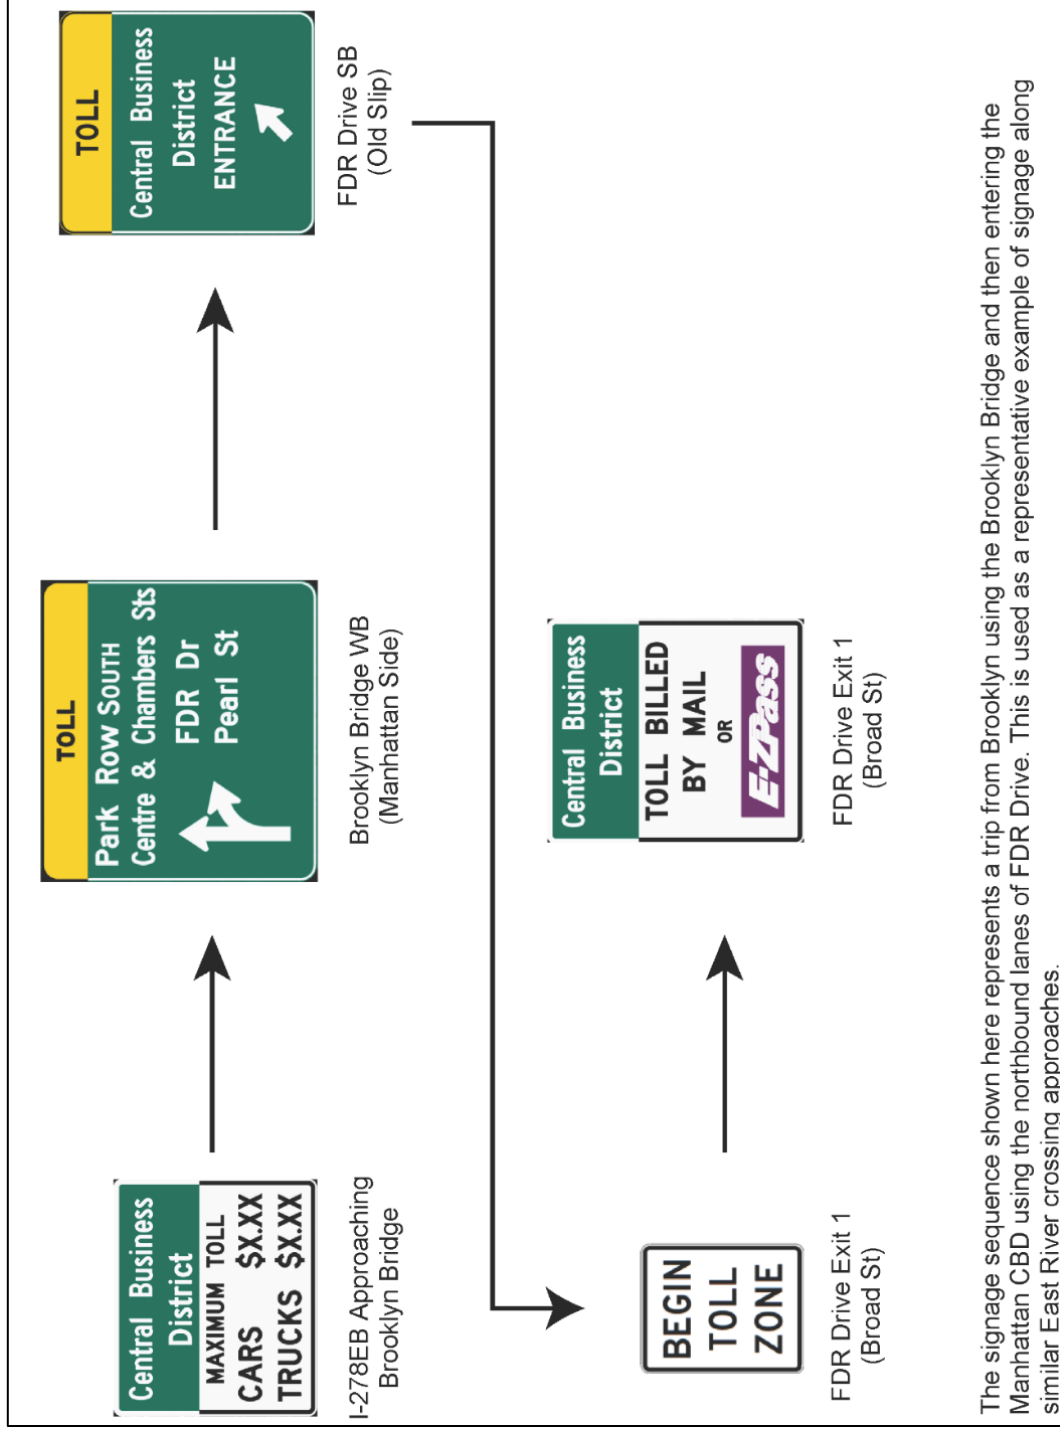 Central Business
District
MAXIMUM TOLL
CARS $X.XX
TRUCKS $X.XX
I-278EB Approaching
Brooklyn Bridge
TOLL
Park Row SOUTH
Centre & Chambers Sts
FDR Dr
Pearl St
Brooklyn Bridge WB
(Manhattan Side)
TOLL
Central Business
District
ENTRANCE
FDR Drive SB
(Old Slip)
BEGIN
TOLL
ZONE
FDR Drive Exit 1
(Broad St)
Central Business
District
TOLL BILLED
BY MAIL
OR
E-ZPass
FDR Drive Exit 1
(Broad St)
The signage sequence shown here represents a trip from Brooklyn using the Brooklyn Bridge and then entering the
Manhattan CBD using the northbound lanes of FDR Drive. This is used as a representative example of signage along
similar East River crossing approaches.